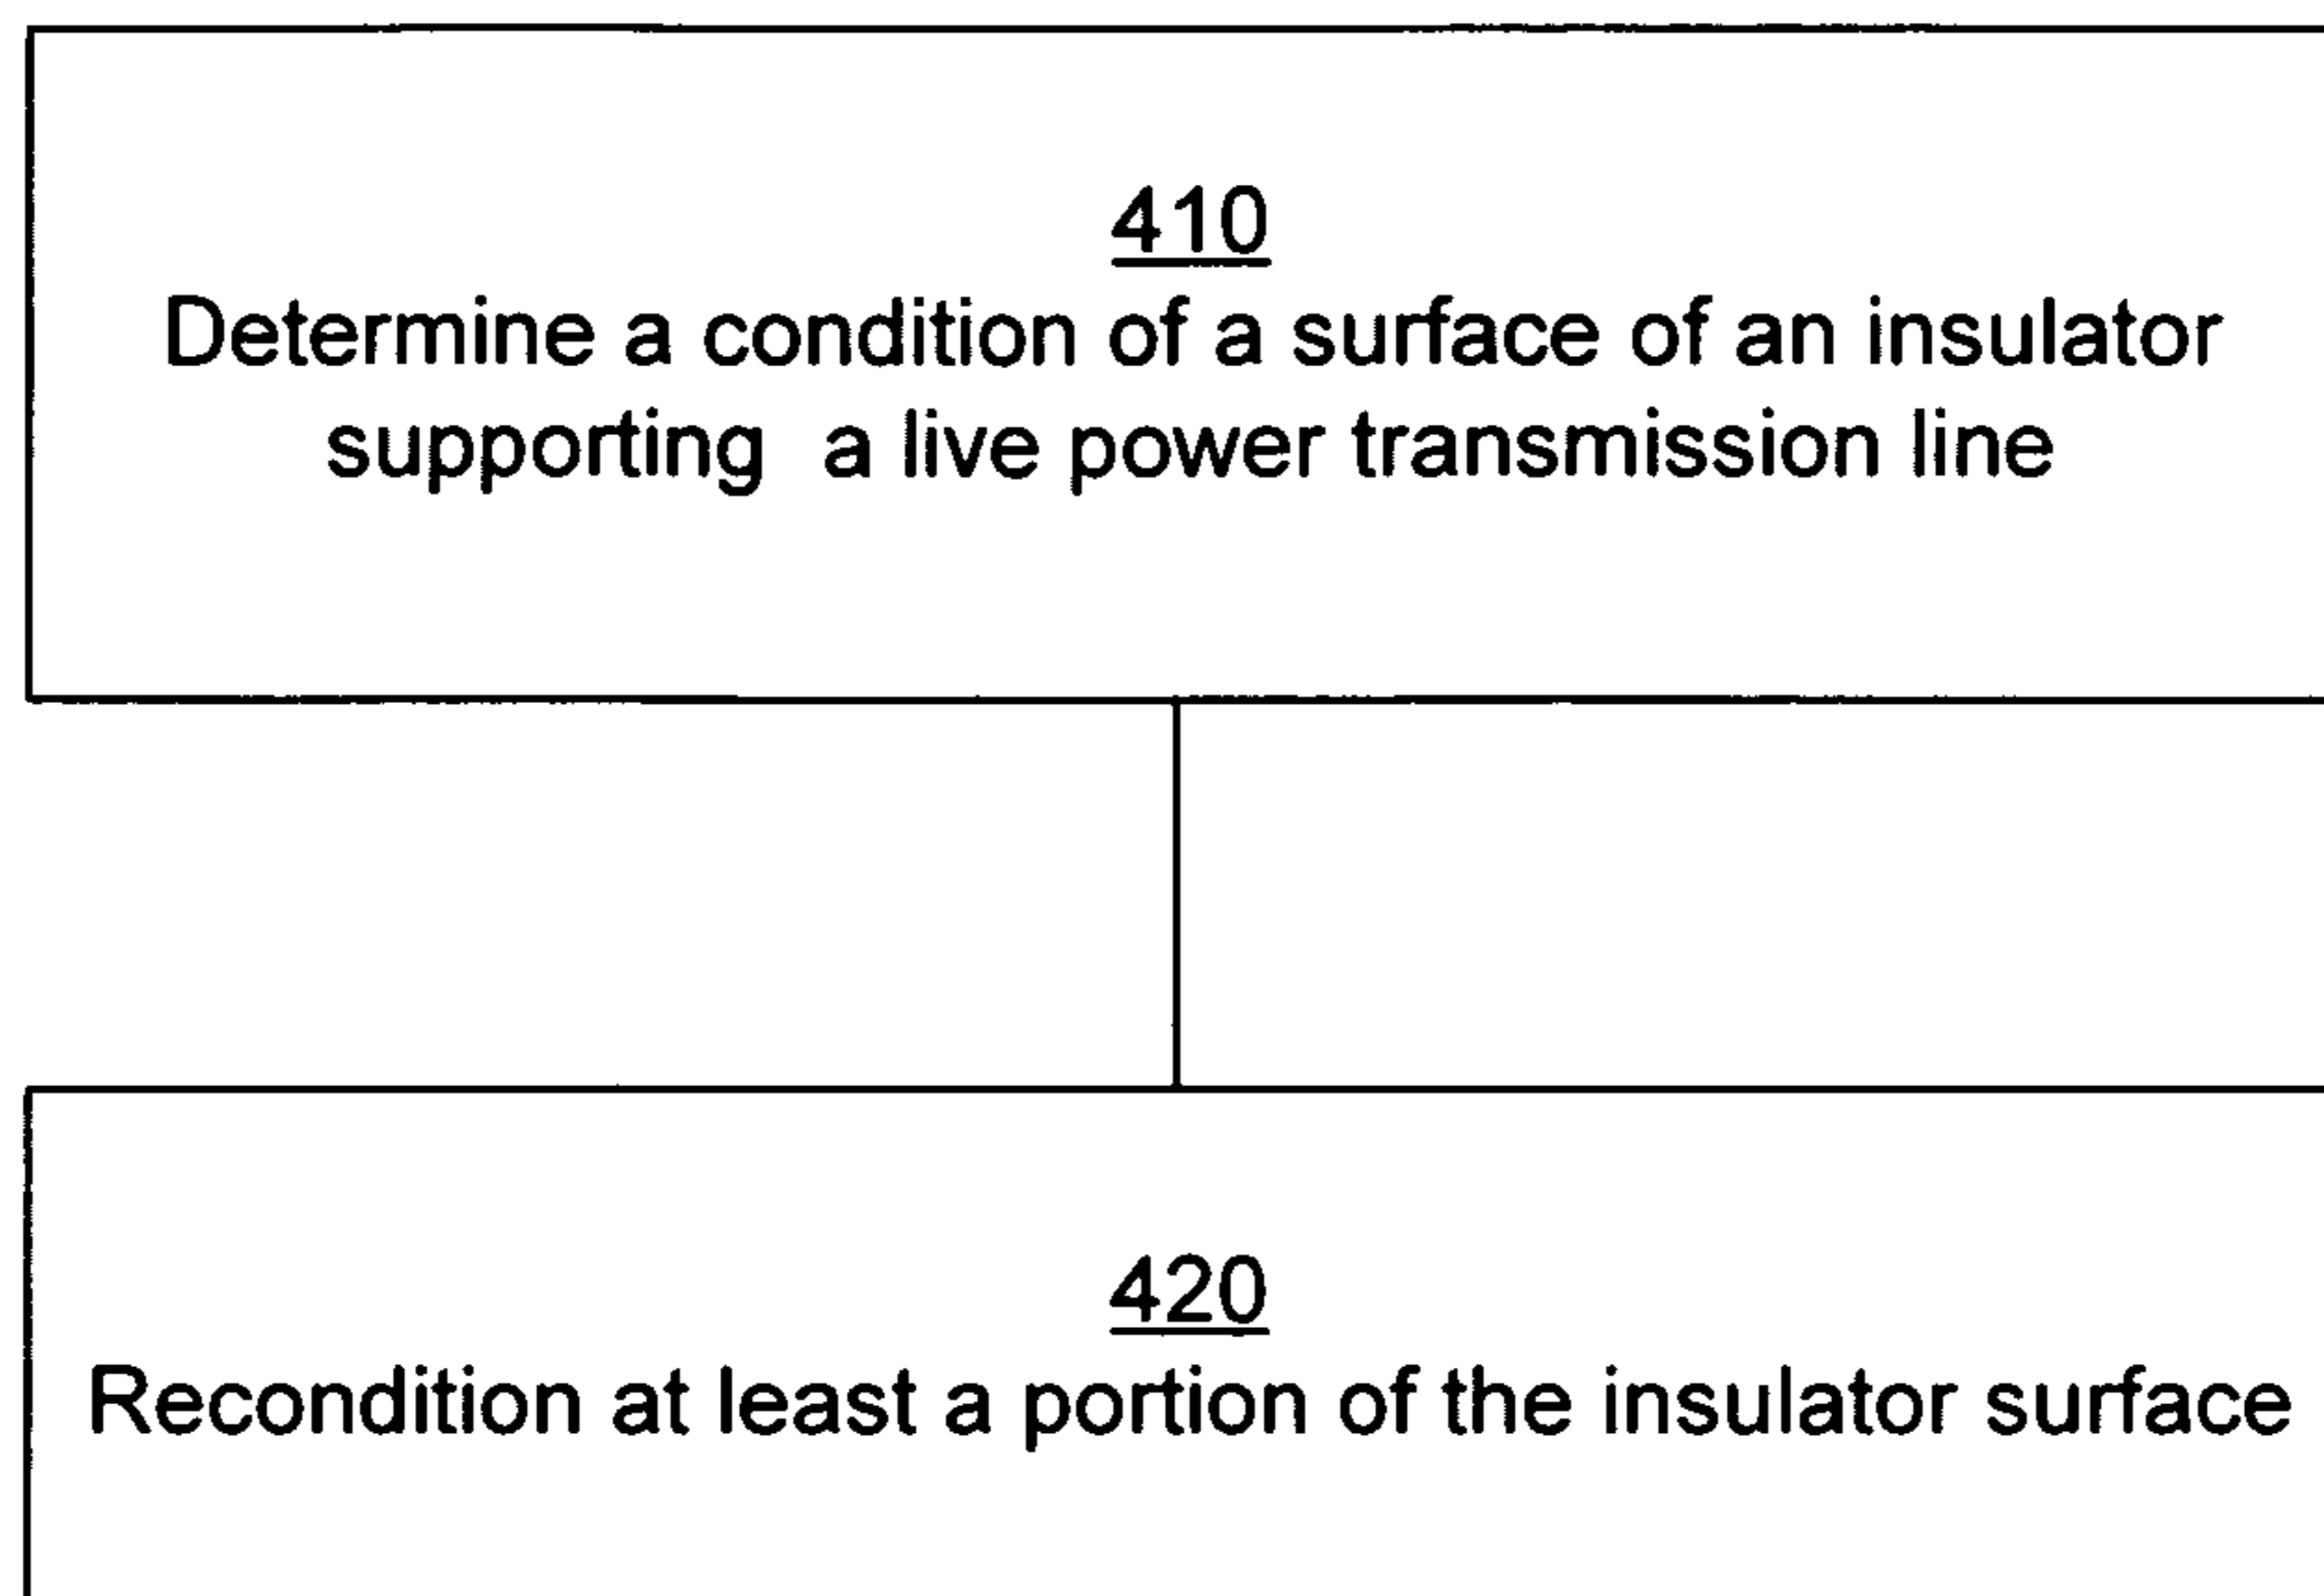 410
Determine a condition of a surface of an insulator
supporting a live power transmission line
420
Recondition at least a portion of the insulator surface